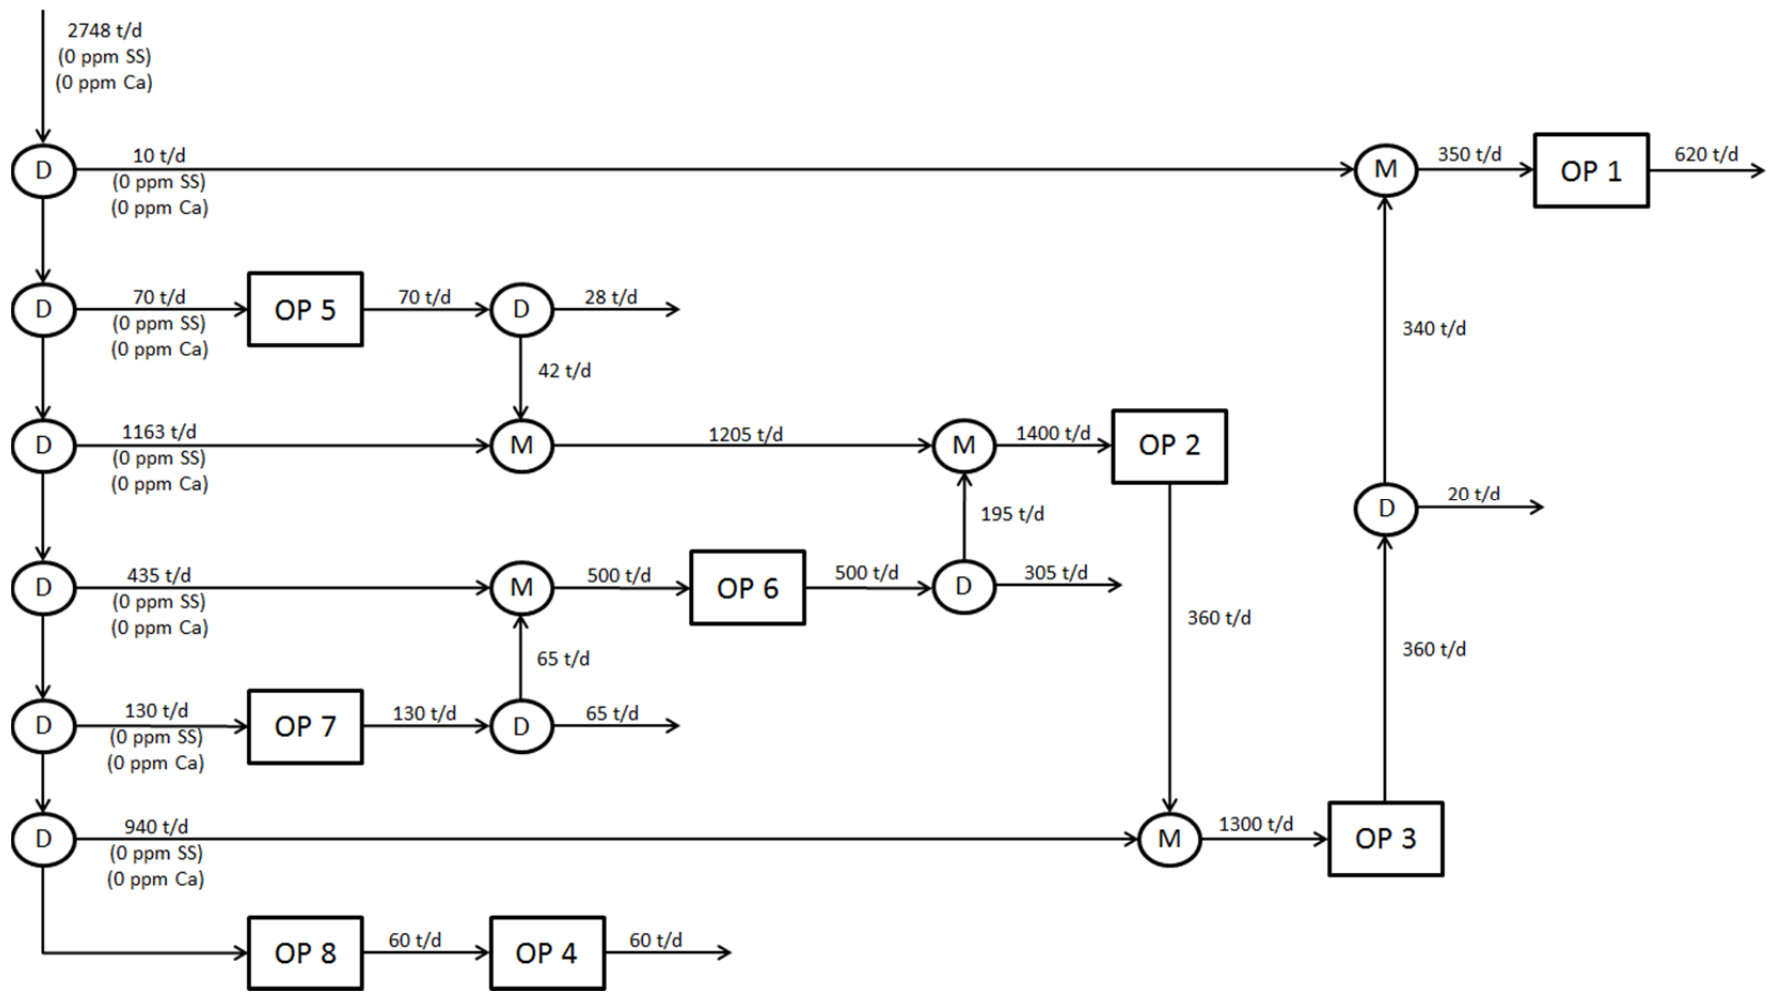 2748 t/d
(0 ppm SS)
(0 ppm Ca)
D
10 t/d
(0 ppm SS)
(0 ppm Ca)
M
350 t/d
OP 1
620 t/d
D
70 t/d
(0 ppm SS)
(0 ppm Ca)
OP 5
70 t/d
D
28 t/d
340 t/d
42 t/d
D
1163 t/d
(0 ppm SS)
(0 ppm Ca)
M
1205 t/d
M
1400 t/d
OP 2
195 t/d
D
20 t/d
D
435 t/d
(0 ppm SS)
(0 ppm Ca)
M
500 t/d
OP 6
500 t/d
D
305 t/d
360 t/d
65 t/d
360 t/d
D
130 t/d
(0 ppm SS)
(0 ppm Ca)
OP 7
130 t/d
D
65 t/d
D
940 t/d
(0 ppm SS)
(0 ppm Ca)
M
1300 t/d
OP 3
OP 8
60 t/d
OP 4
60 t/d